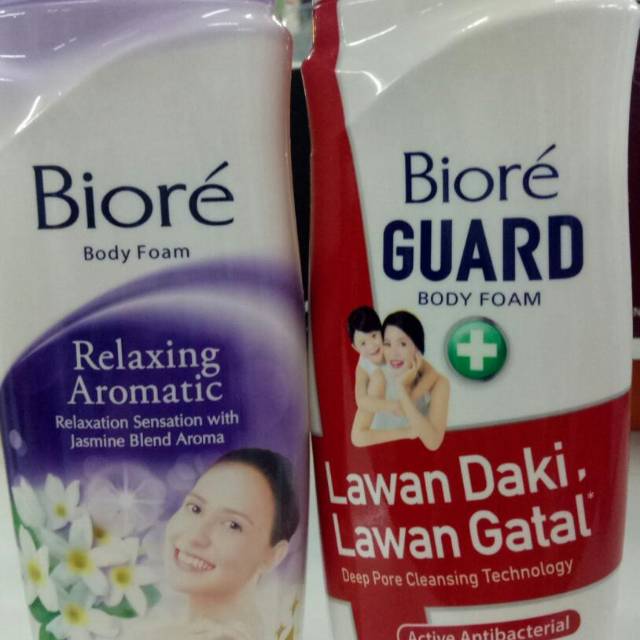 Bioré
Body Foam
Relaxing
Aromatic
Relaxation Sensation with
Jasmine Blend Aroma
Bioré
GUARD
BODY FOAM
Lawan Daki,
Lawan Gatal*
Deep Pore Cleansing Technology
Active Antibacterial